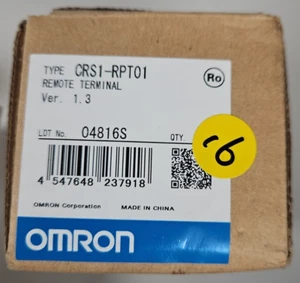 TYPE CRS1-RPT01
REMOTE TERMINAL
Ver. 1.3
Ro
LOT No. 04816S QTY
4 547648 237918
OMRON Corporation MADE IN CHINA
OMRON